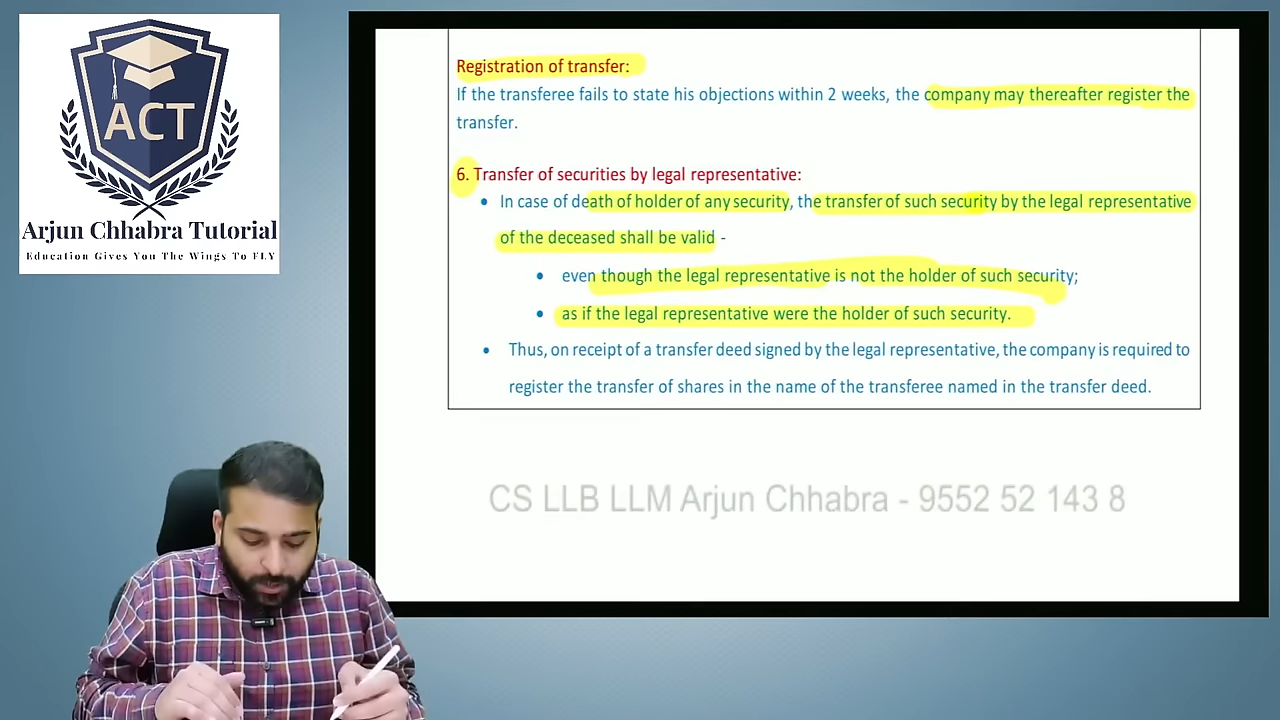 ACT
Arjun Chhabra Tutorial
Education Gives You The Wings To FLY
Registration of transfer:
If the transferee fails to state his objections within 2 weeks, the company may thereafter register the
transfer.
6. Transfer of securities by legal representative:
• In case of death of holder of any security, the transfer of such security by the legal representative
of the deceased shall be valid -
• even though the legal representative is not the holder of such security;
• as if the legal representative were the holder of such security.
• Thus, on receipt of a transfer deed signed by the legal representative, the company is required to
register the transfer of shares in the name of the transferee named in the transfer deed.
CS LLB LLM Arjun Chhabra - 9552 52 143 8